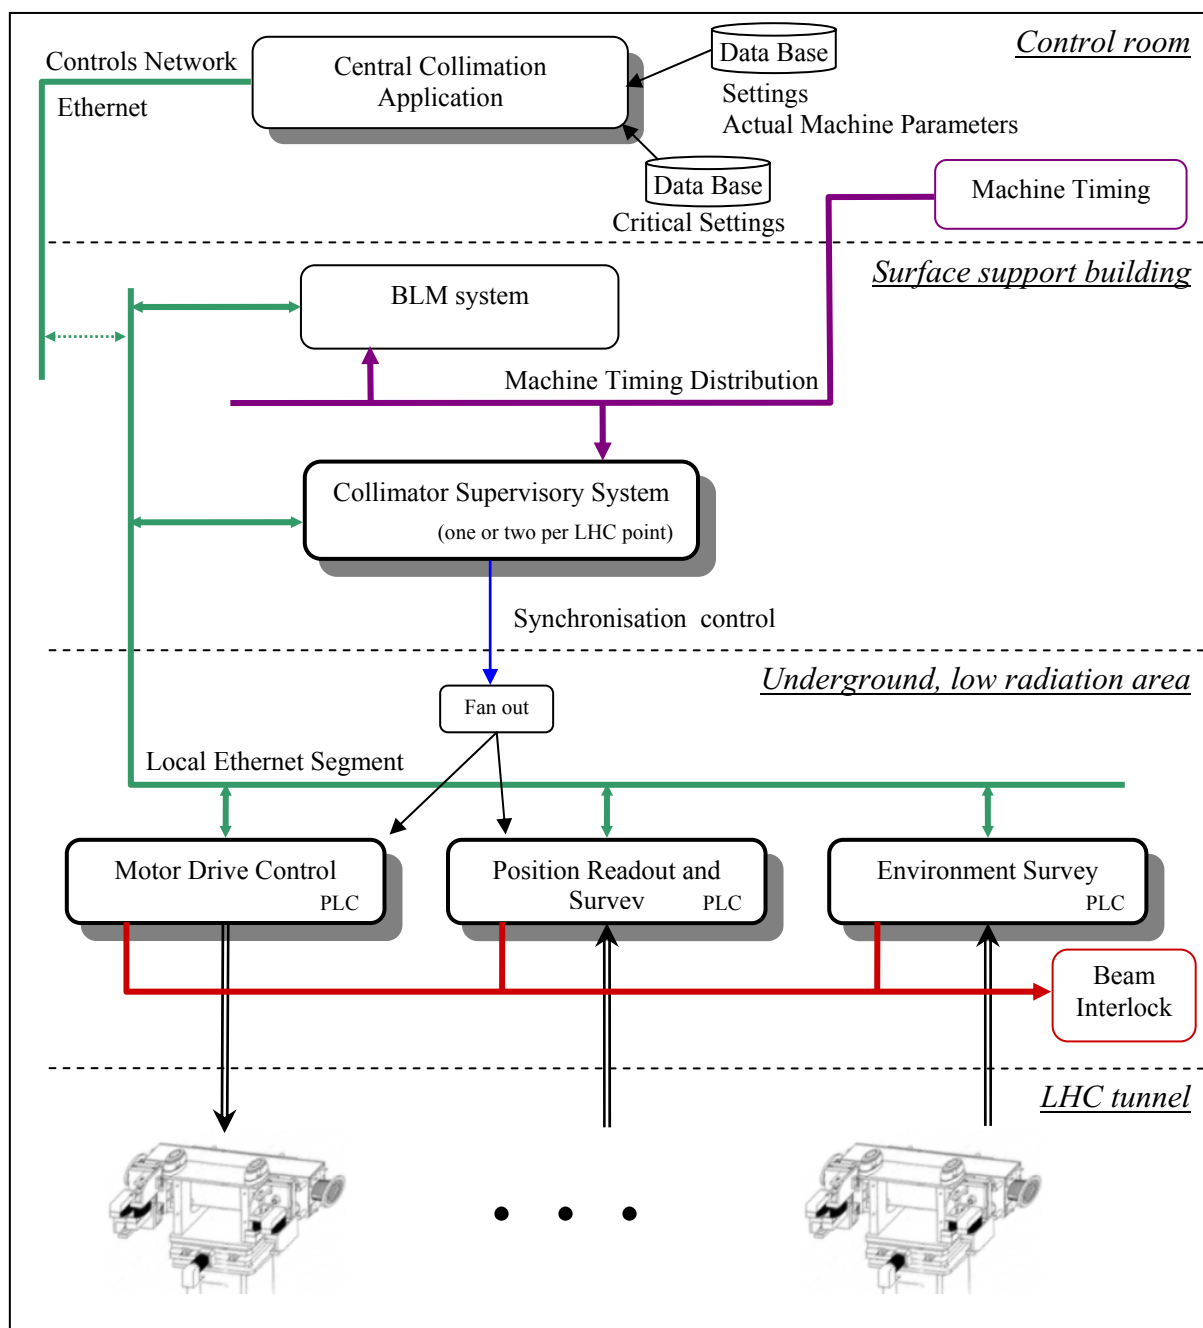 Control room
Controls Network
Ethernet
Central Collimation
Application
Data Base
Settings
Actual Machine Parameters
Data Base
Critical Settings
Machine Timing
Surface support building
BLM system
Machine Timing Distribution
Collimator Supervisory System
(one or two per LHC point)
Synchronisation control
Underground, low radiation area
Fan out
Local Ethernet Segment
Motor Drive Control
PLC
Position Readout and
Survey PLC
Environment Survey
PLC
Beam
Interlock
LHC tunnel